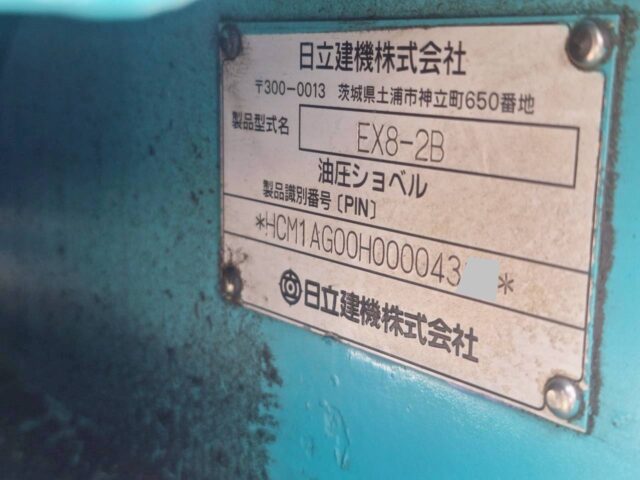 日立建機株式会社
〒300-0013 茨城県土浦市神立町650番地
製品型式名 EX8-2B
油圧ショベル
製品識別番号〔PIN〕
*HCM1AG00H000043 *
日立建機株式会社